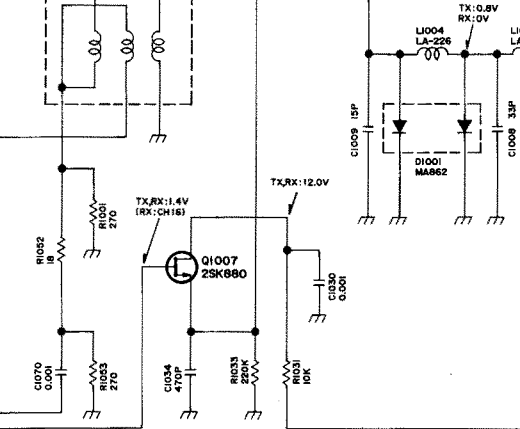 TX:0.8V
RX:0V
L1004
LA-226
L
LA
C1009 15P
D1001
MA862
C1008 33P
R1001
270
TX,RX:1.4V
(RX:CH16)
TX,RX:12.0V
R1052
18
Q1007
2SK880
C1030
0.001
C1070
0.001
R1053
270
C1034
470P
R1033
220K
R1031
10K